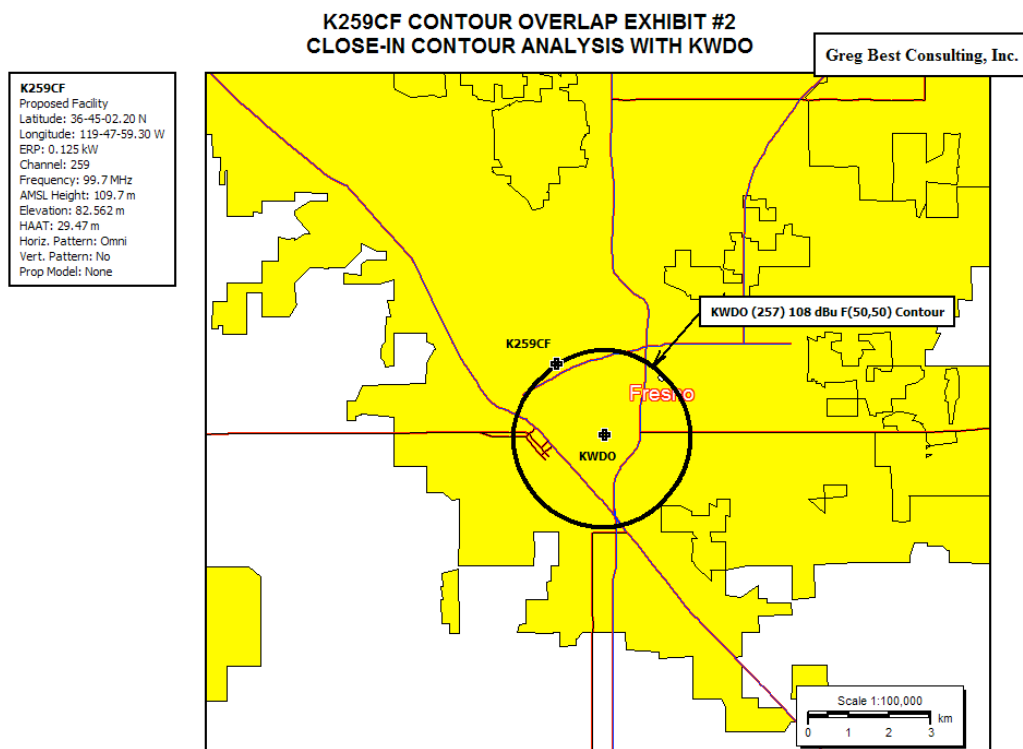 K259CF CONTOUR OVERLAP EXHIBIT #2
CLOSE-IN CONTOUR ANALYSIS WITH KWDO
Greg Best Consulting, Inc.
K259CF
Proposed Facility
Latitude: 36-45-02.20 N
Longitude: 119-47-59.30 W
ERP: 0.125 kW
Channel: 259
Frequency: 99.7 MHz
AMSL Height: 109.7 m
Elevation: 82.562 m
HAAT: 29.47 m
Horiz. Pattern: Omni
Vert. Pattern: No
Prop Model: None
KWDO (257) 108 dBu F(50,50) Contour
K259CF
Fresno
KWDO
Scale 1:100,000
km
0 1 2 3